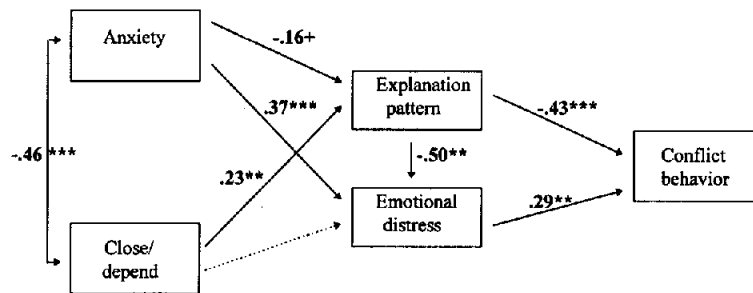 Anxiety
-.16+
Explanation
pattern
.37***
-.43***
-.46 ***
-.50**
Conflict
behavior
.23**
Emotional
distress
.29**
Close/
depend